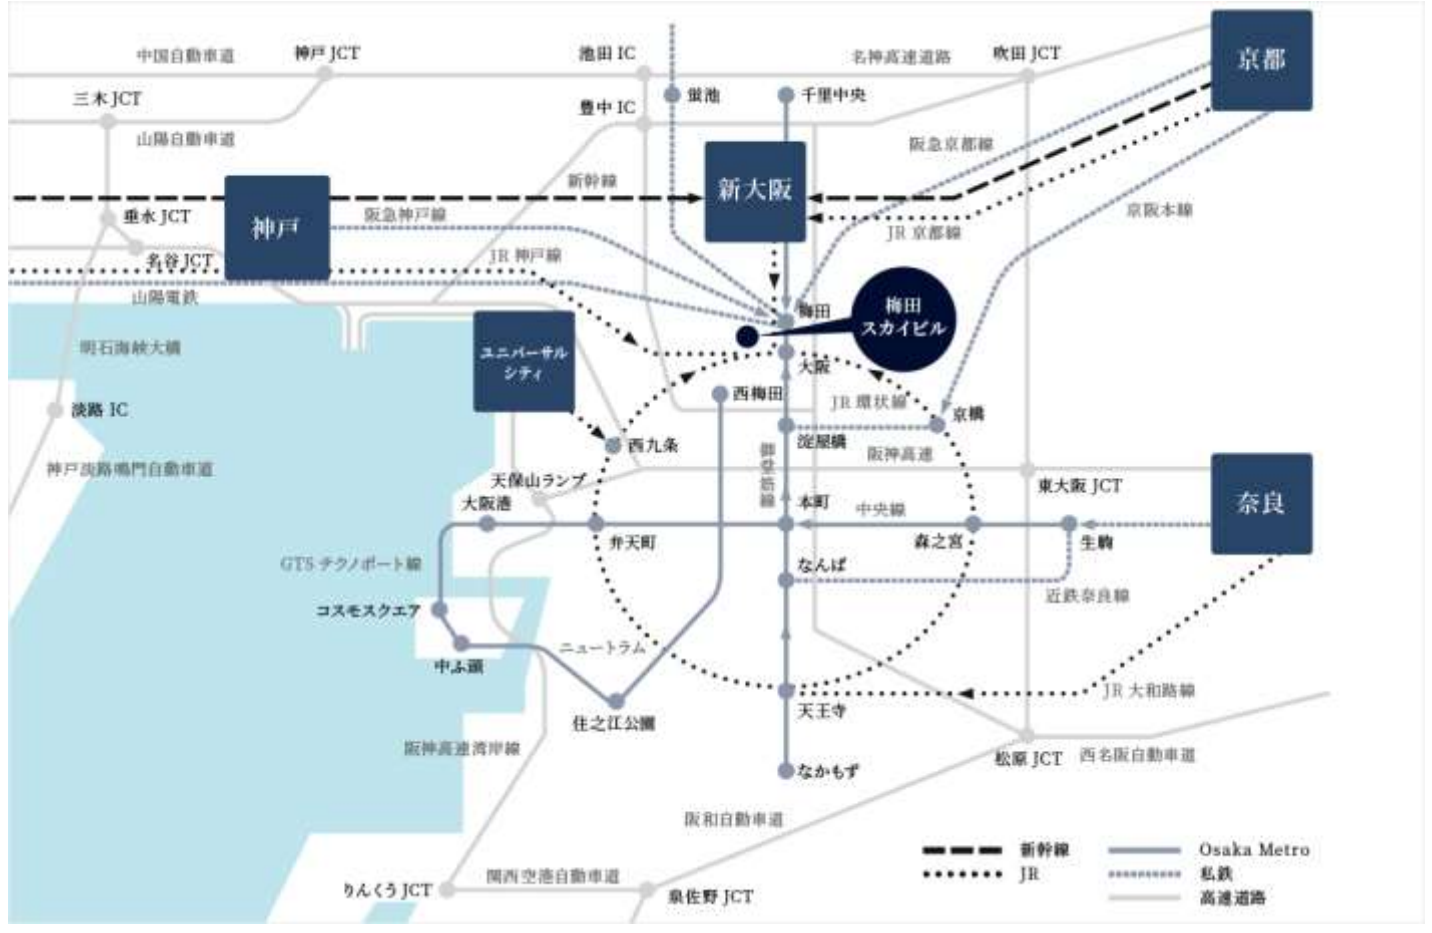 京都
中国自動車道
神戸 JCT
池田 IC
名神高速道路
吹田 JCT
三木 JCT
蛍池
千里中央
豊中 IC
山陽自動車道
阪急京都線
新大阪
新幹線
神戸
垂水 JCT
阪急神戸線
京阪本線
JR 京都線
名谷 JCT
JR 神戸線
山陽電鉄
梅田
梅田
スカイビル
明石海峡大橋
ユニバーサル
シティ
大阪
淡路 IC
西梅田
JR 環状線
京橋
淀屋橋
西九条
御堂筋線
阪神高速
神戸淡路鳴門自動車道
天保山ランプ
東大阪 JCT
奈良
大阪港
本町
中央線
弁天町
森之宮
生駒
GTS テクノポート線
なんば
近鉄奈良線
コスモスクエア
ニュートラム
中ふ頭
JR 大和路線
天王寺
住之江公園
阪神高速湾岸線
松原 JCT
西名阪自動車道
なかもず
阪和自動車道
新幹線
Osaka Metro
JR
私鉄
高速道路
りんくう JCT
関西空港自動車道
泉佐野 JCT